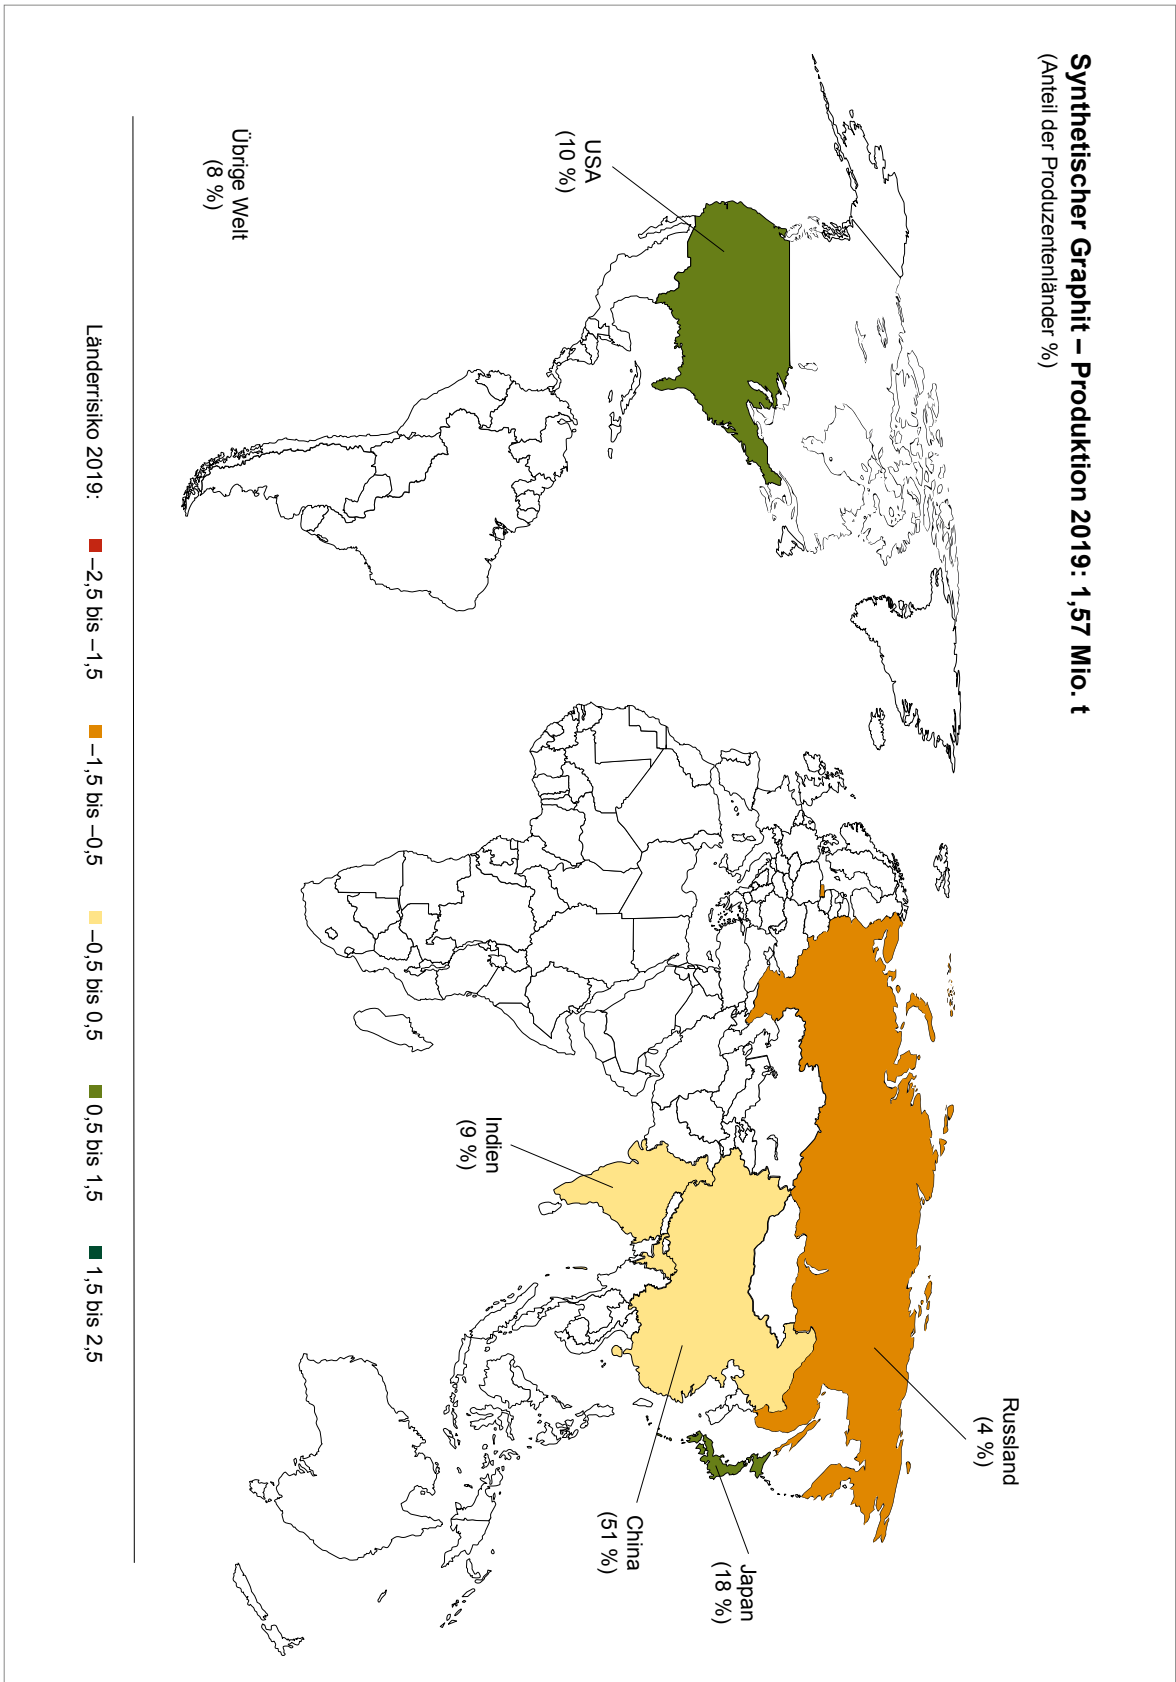 Synthetischer Graphit – Produktion 2019: 1,57 Mio. t
(Anteil der Produzentenländer %)
Russland
(4 %)
USA
(10 %)
Japan
(18 %)
China
(51 %)
Indien
(9 %)
Übrige Welt
(8 %)
Länderrisiko 2019: –2,5 bis –1,5 –1,5 bis –0,5 –0,5 bis 0,5 0,5 bis 1,5 1,5 bis 2,5